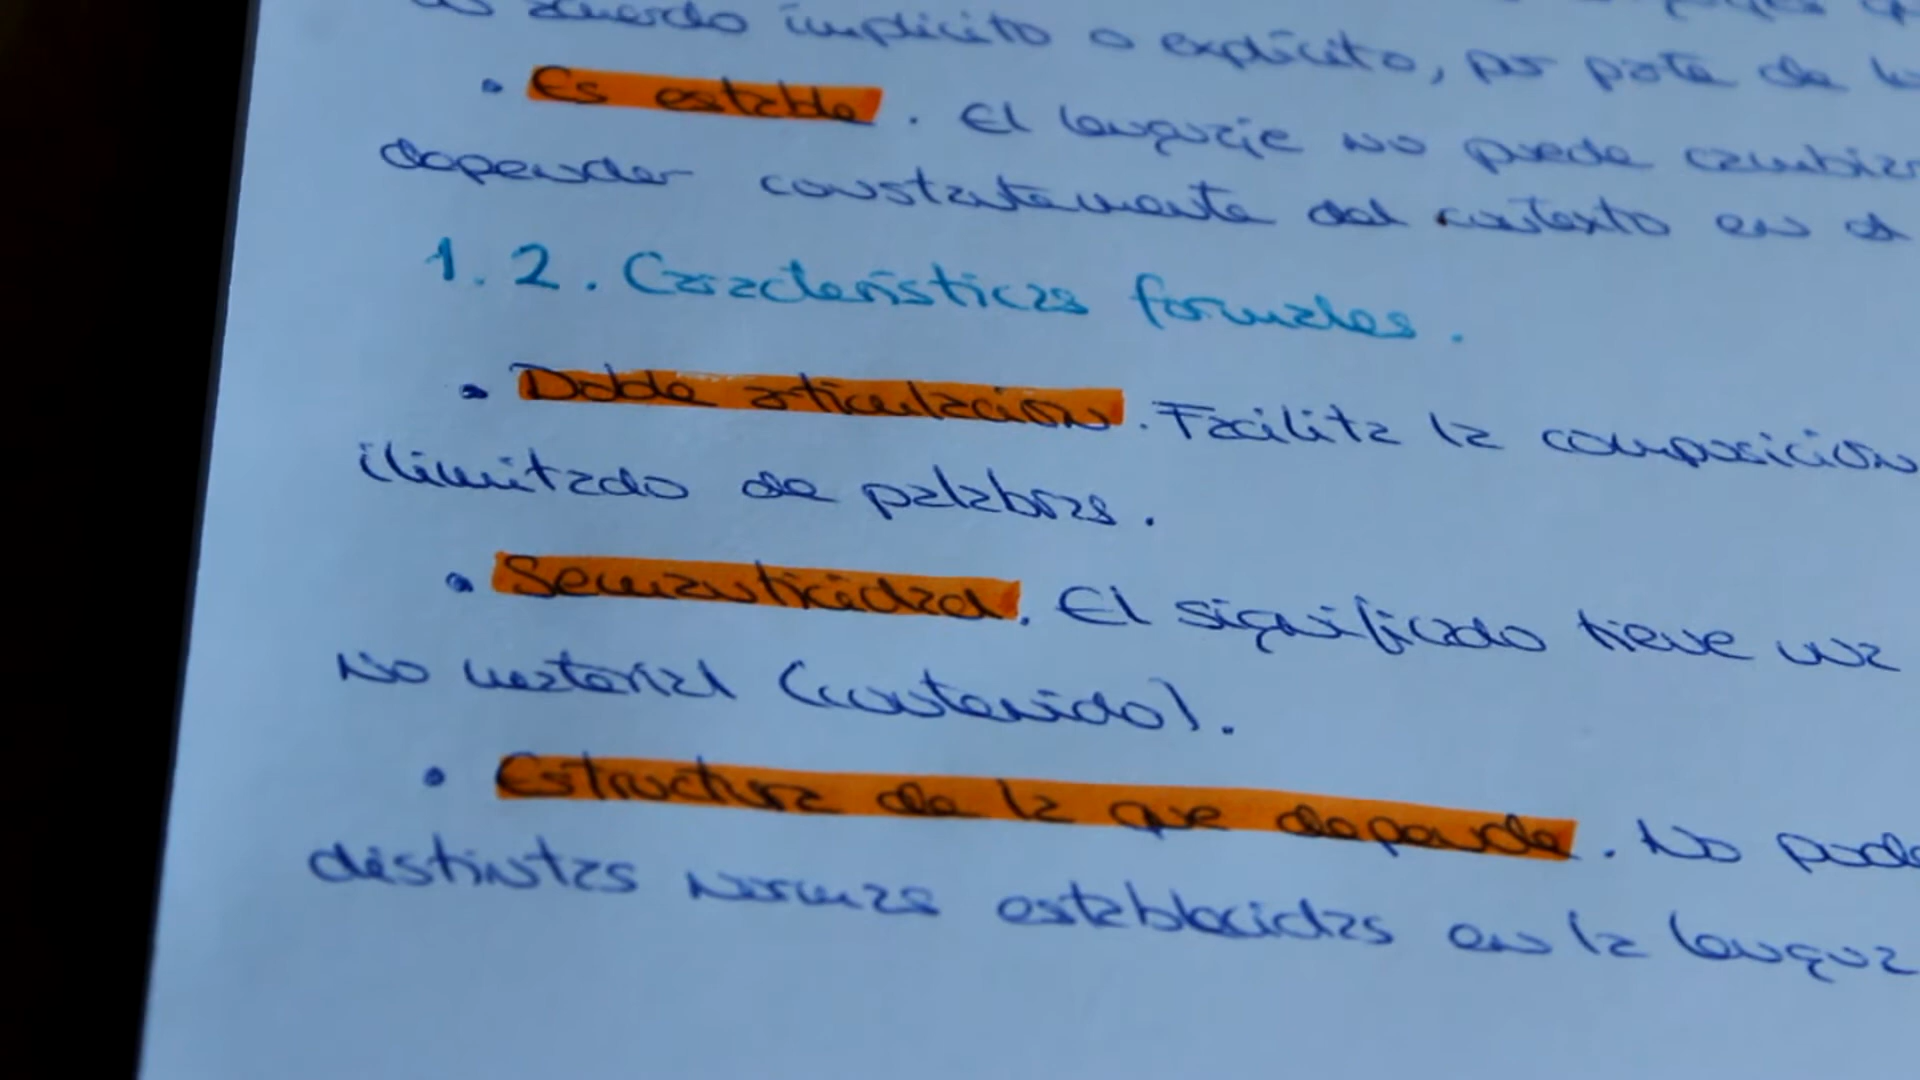 acuerdo implícito o explícito, por parte de
• Es estable. El lenguaje no puede cambiar
depender constatemente del contexto en el
1.2. Características formales.
• Doble articulación. Facilita la composición
ilimitado de palabras.
• Semanticidad. El significado tiene una
no material (contenido).
• Estructura de la que depende. No pode
distintas normas establecidas en la lengua